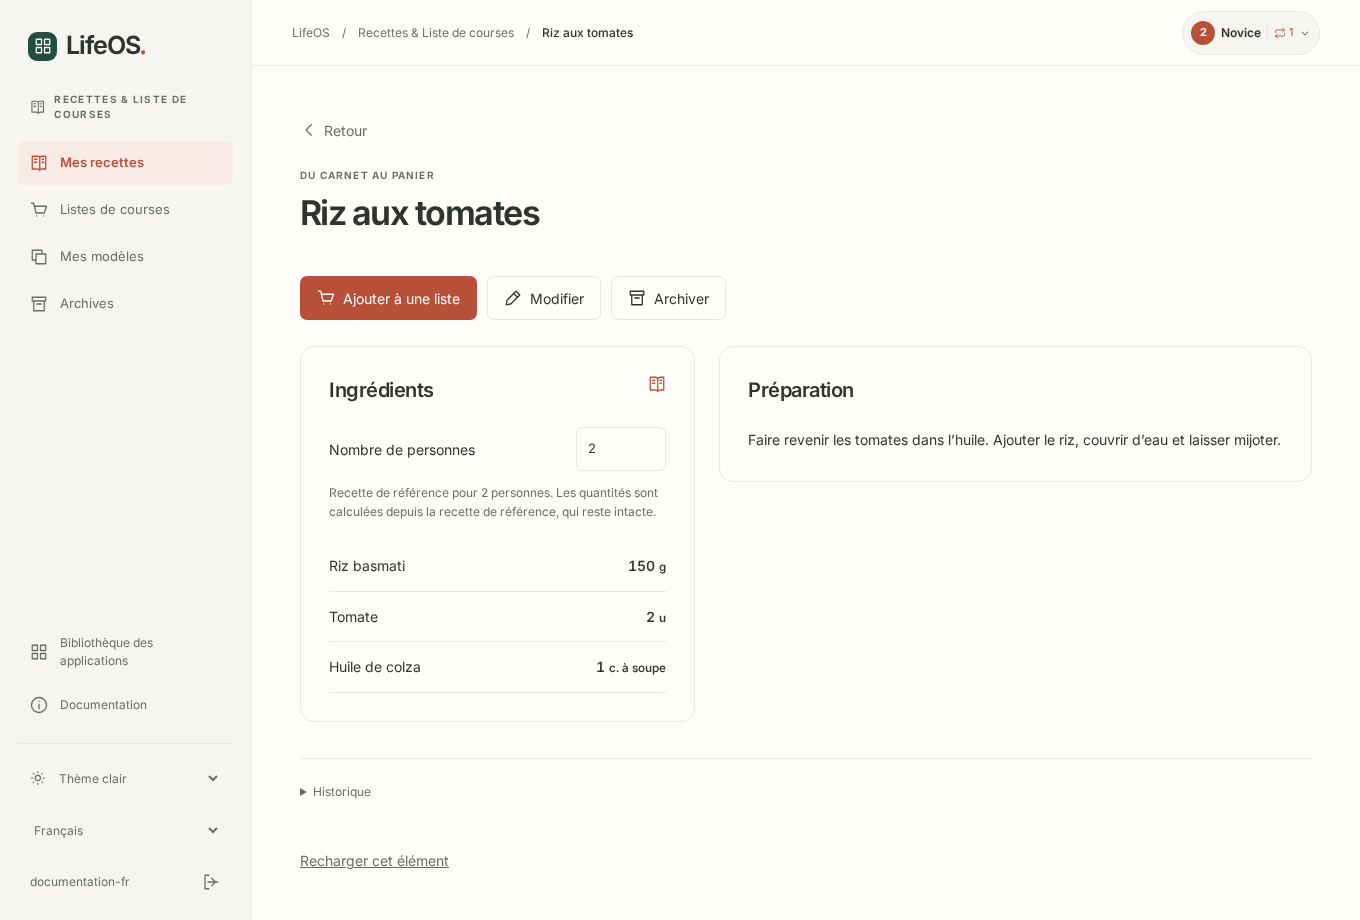 LifeOS.
RECETTES & LISTE DE
COURSES
Mes recettes
Listes de courses
Mes modèles
Archives
Bibliothèque des
applications
Documentation
Thème clair
Français
documentation-fr
LifeOS / Recettes & Liste de courses / Riz aux tomates
2 Novice 1
Retour
DU CARNET AU PANIER
Riz aux tomates
Ajouter à une liste
Modifier
Archiver
Ingrédients
Nombre de personnes 2
Recette de référence pour 2 personnes. Les quantités sont
calculées depuis la recette de référence, qui reste intacte.
Riz basmati 150 g
Tomate 2 u
Huile de colza 1 c. à soupe
Préparation
Faire revenir les tomates dans l’huile. Ajouter le riz, couvrir d’eau et laisser mijoter.
Historique
Recharger cet élément